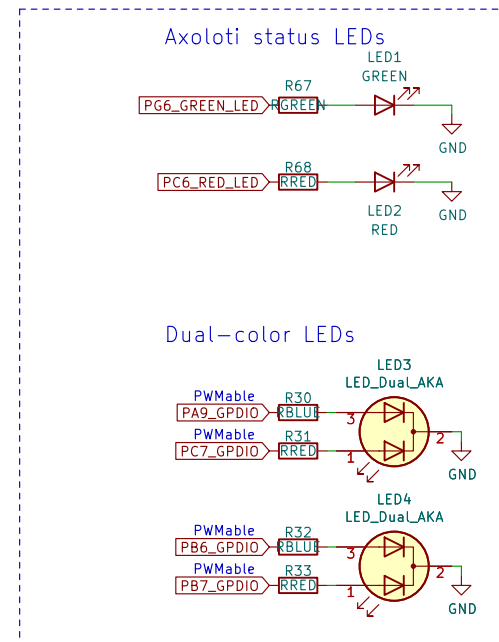 Axoloti status LEDs
LED1
GREEN
R67
PG6_GREEN_LED
RGREEN
GND
R68
PC6_RED_LED
RRED
LED2
RED
GND
Dual-color LEDs
LED3
LED_Dual_AKA
PWMable
R30
PA9_GPDIO
RBLUE
3
PWMable
R31
2
PC7_GPDIO
RRED
1
GND
LED4
LED_Dual_AKA
PWMable
R32
PB6_GPDIO
RBLUE
3
PWMable
R33
2
PB7_GPDIO
RRED
1
GND